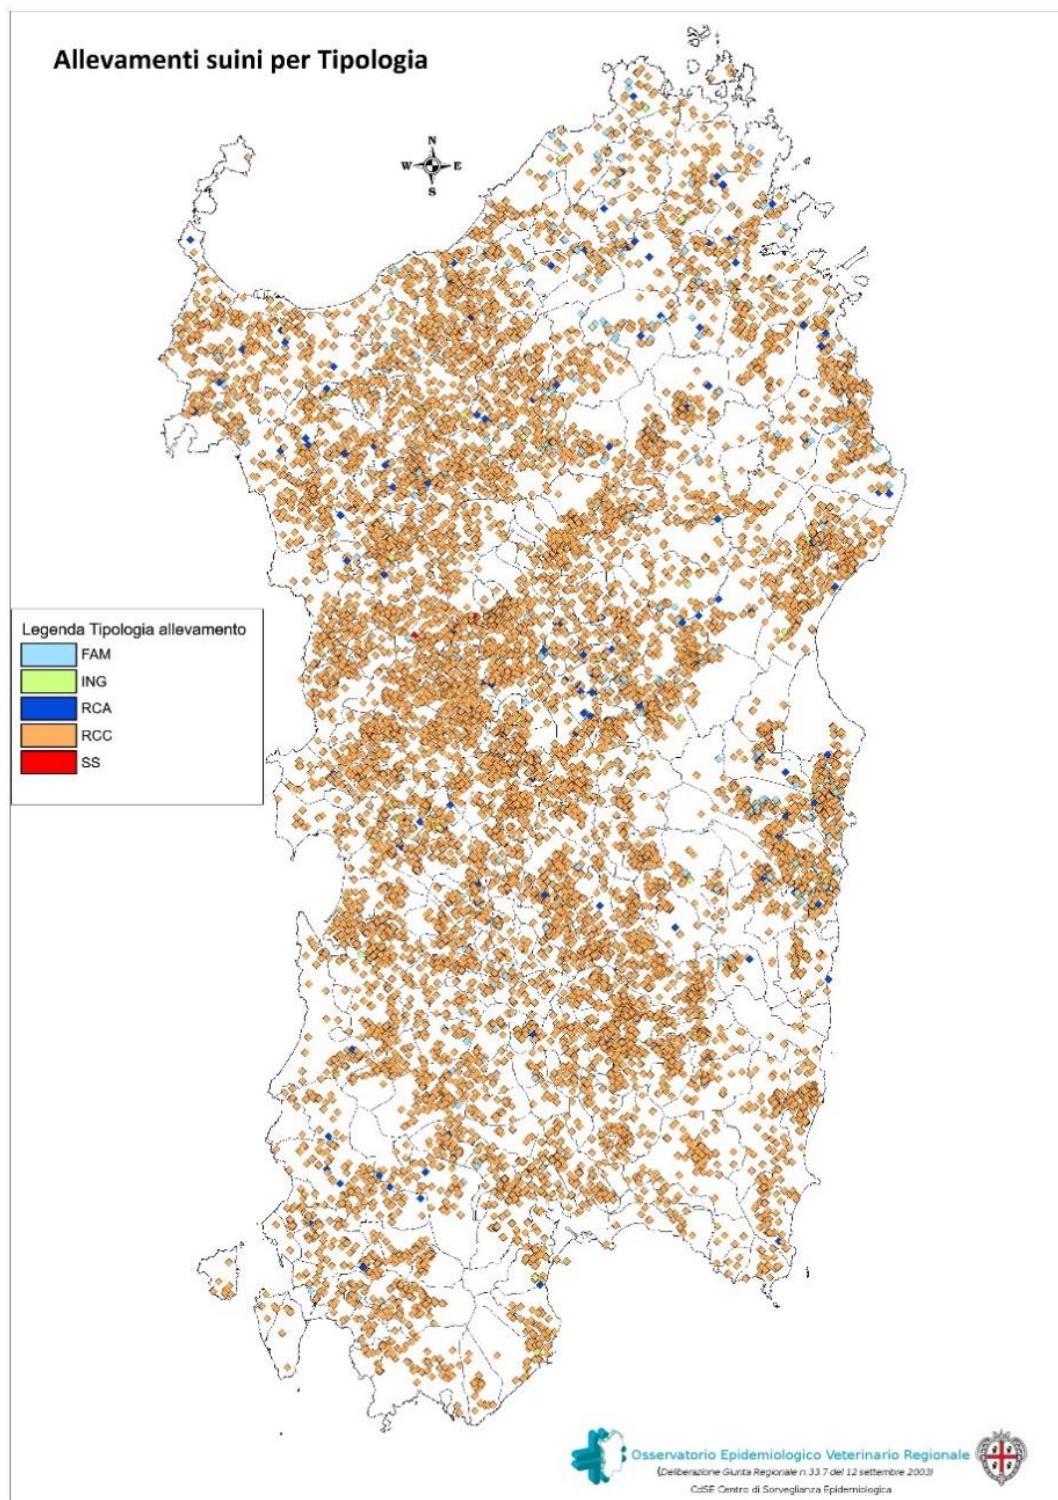 Allevamenti suini per Tipologia
N
W E
S
Legenda Tipologia allevamento
FAM
ING
RCA
RCC
SS
Osservatorio Epidemiologico Veterinario Regionale
(Deliberazione Giunta Regionale n.33.7 del 12 settembre 2003)
CdSE Centro di Sorveglianza Epidemiologica